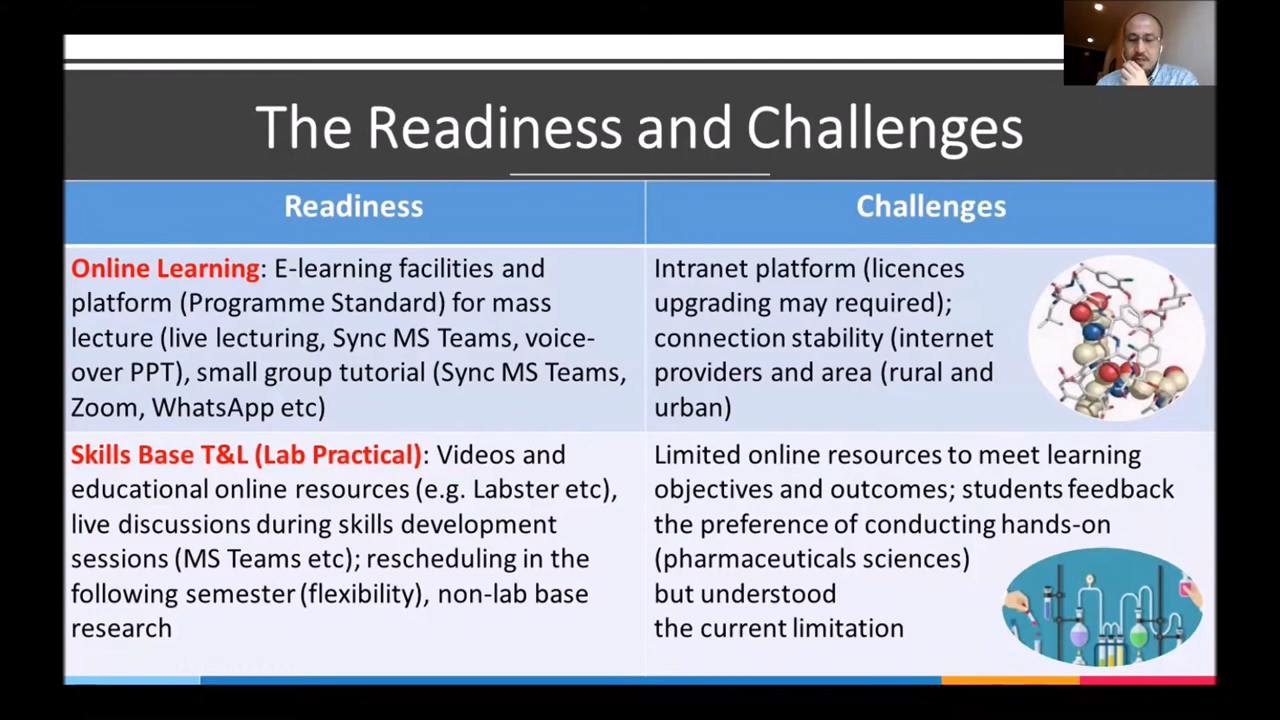 The Readiness and Challenges
Readiness
Challenges
Online Learning: E-learning facilities and
platform (Programme Standard) for mass
lecture (live lecturing, Sync MS Teams, voice-
over PPT), small group tutorial (Sync MS Teams,
Zoom, WhatsApp etc)
Intranet platform (licences
upgrading may required);
connection stability (internet
providers and area (rural and
urban)
Skills Base T&L (Lab Practical): Videos and
educational online resources (e.g. Labster etc),
live discussions during skills development
sessions (MS Teams etc); rescheduling in the
following semester (flexibility), non-lab base
research
Limited online resources to meet learning
objectives and outcomes; students feedback
the preference of conducting hands-on
(pharmaceuticals sciences)
but understood
the current limitation